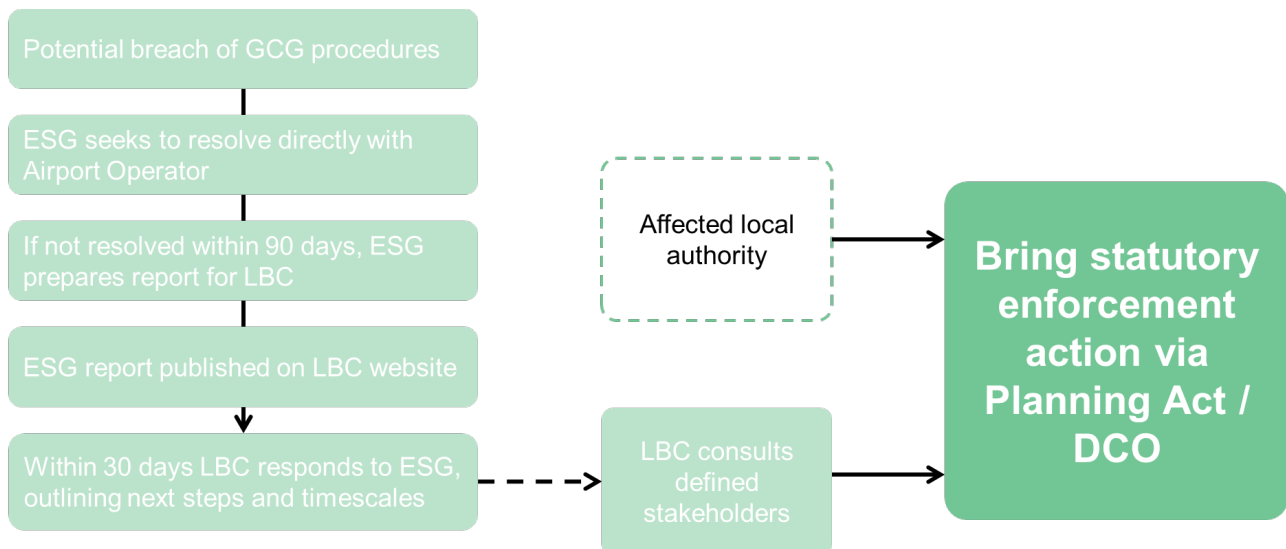 Potential breach of GCG procedures
ESG seeks to resolve directly with
Airport Operator
If not resolved within 90 days, ESG
prepares report for LBC
ESG report published on LBC website
Within 30 days LBC responds to ESG,
outlining next steps and timescales
Affected local
authority
LBC consults
defined
stakeholders
Bring statutory
enforcement
action via
Planning Act /
DCO